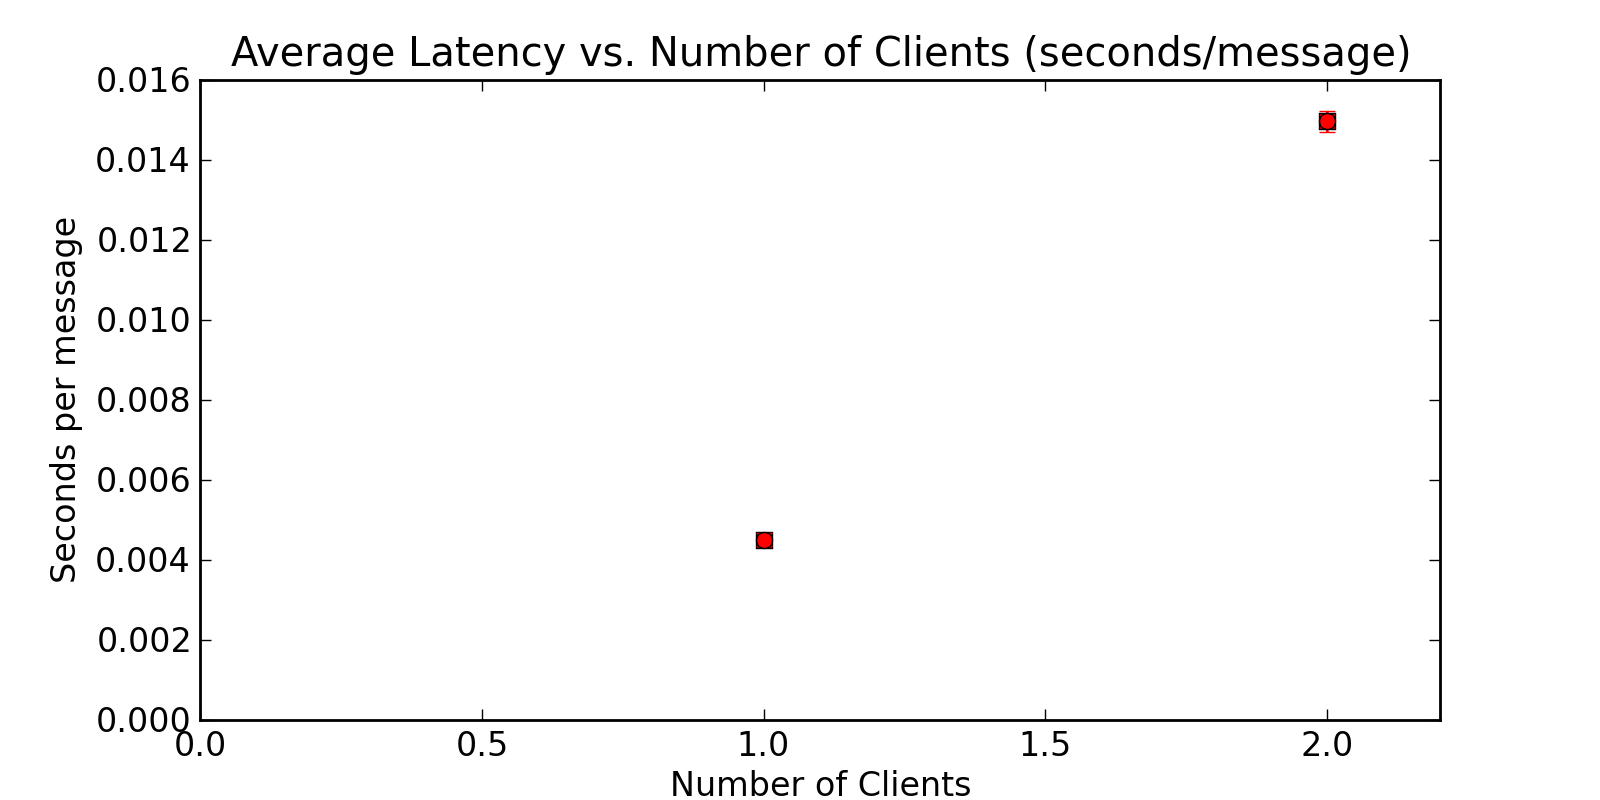 Average Latency vs. Number of Clients (seconds/message)
0.016
0.014
0.012
0.010
0.008
0.006
0.004
0.002
0.000
Seconds per message
0.0 0.5 1.0 1.5 2.0
Number of Clients